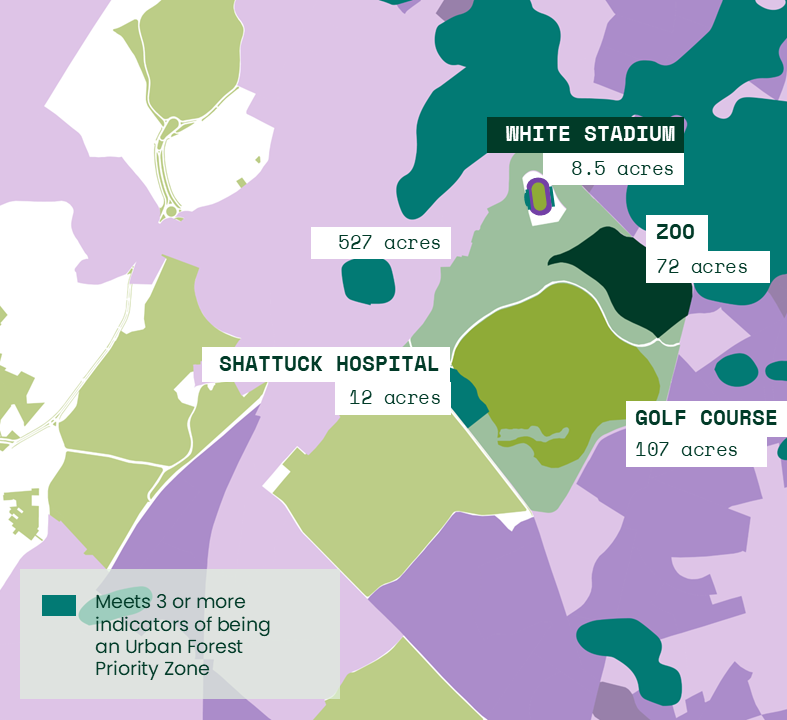 WHITE STADIUM
8.5 acres
ZOO
72 acres
527 acres
SHATTUCK HOSPITAL
12 acres
GOLF COURSE
107 acres
Meets 3 or more
indicators of being
an Urban Forest
Priority Zone